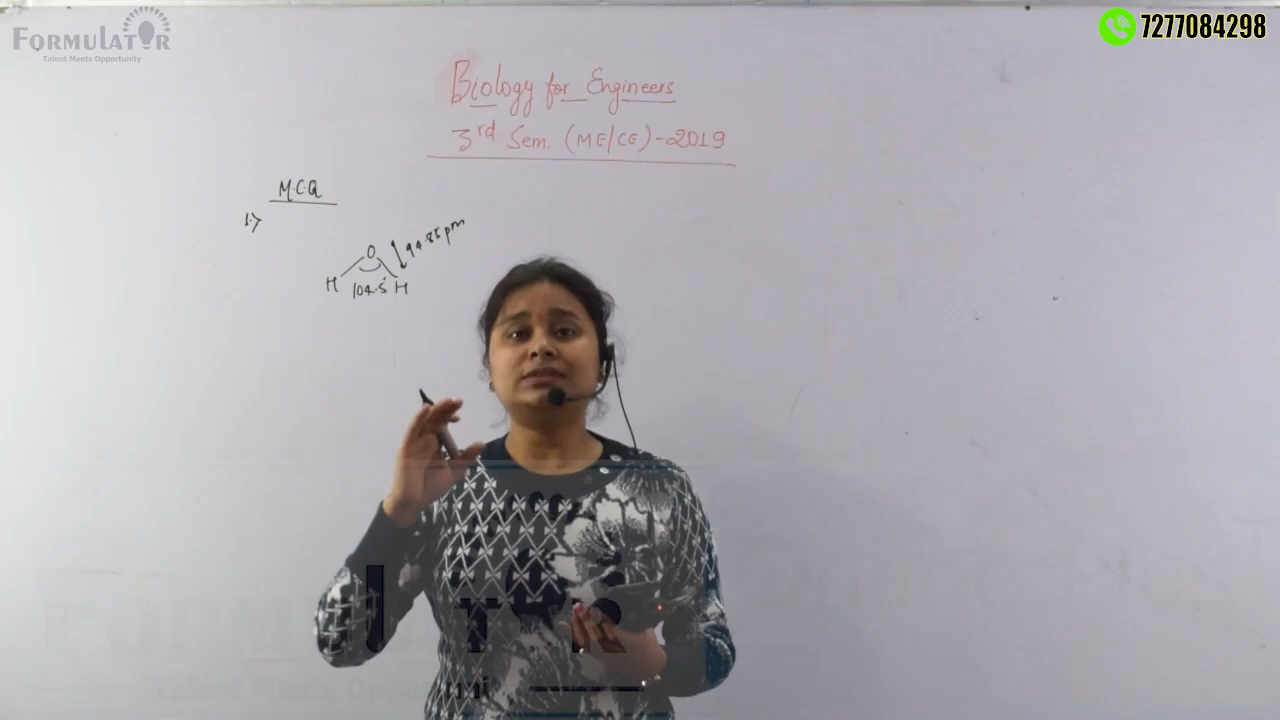 FORMULATOR
Talent Meets Opportunity
7277084298
Biology for Engineers
3rd Sem. (ME/CE)-2019
M.C.Q
1.>
O
H
104.5°
H
94.85 pm